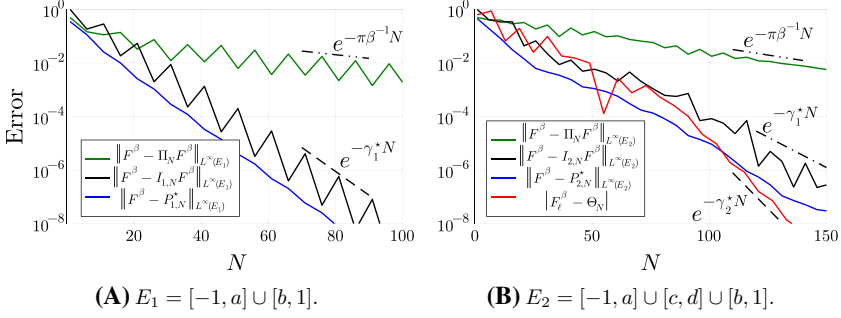 Error
10^0
10^{-2}
10^{-4}
10^{-6}
10^{-8}
20 40 60 80 100
N
e^{-πβ^{-1}N}
e^{-γ_1^⋆N}
‖F^β − Π_N F^β‖_{L^∞(E_1)}
‖F^β − I_{1,N}F^β‖_{L^∞(E_1)}
‖F^β − P^⋆_{1,N}‖_{L^∞(E_1)}
(A) E_1 = [−1, a] ∪ [b, 1].
10^0
10^{-2}
10^{-4}
10^{-6}
10^{-8}
0 50 100 150
N
e^{-πβ^{-1}N}
e^{-γ_1^⋆N}
e^{-γ_2^⋆N}
‖F^β − Π_N F^β‖_{L^∞(E_2)}
‖F^β − I_{2,N}F^β‖_{L^∞(E_2)}
‖F^β − P^⋆_{2,N}‖_{L^∞(E_2)}
|F^β_ℓ − Θ_N|
(B) E_2 = [−1, a] ∪ [c, d] ∪ [b, 1].